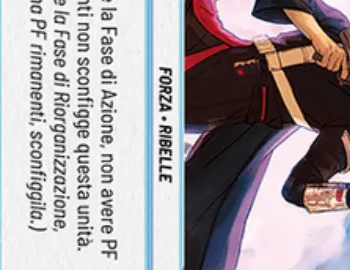 FORZA • RIBELLE
e la Fase di Azione, non avere PF
nti non sconfigge questa unità.
e la Fase di Riorganizzazione,
na PF rimanenti, sconfiggila.)